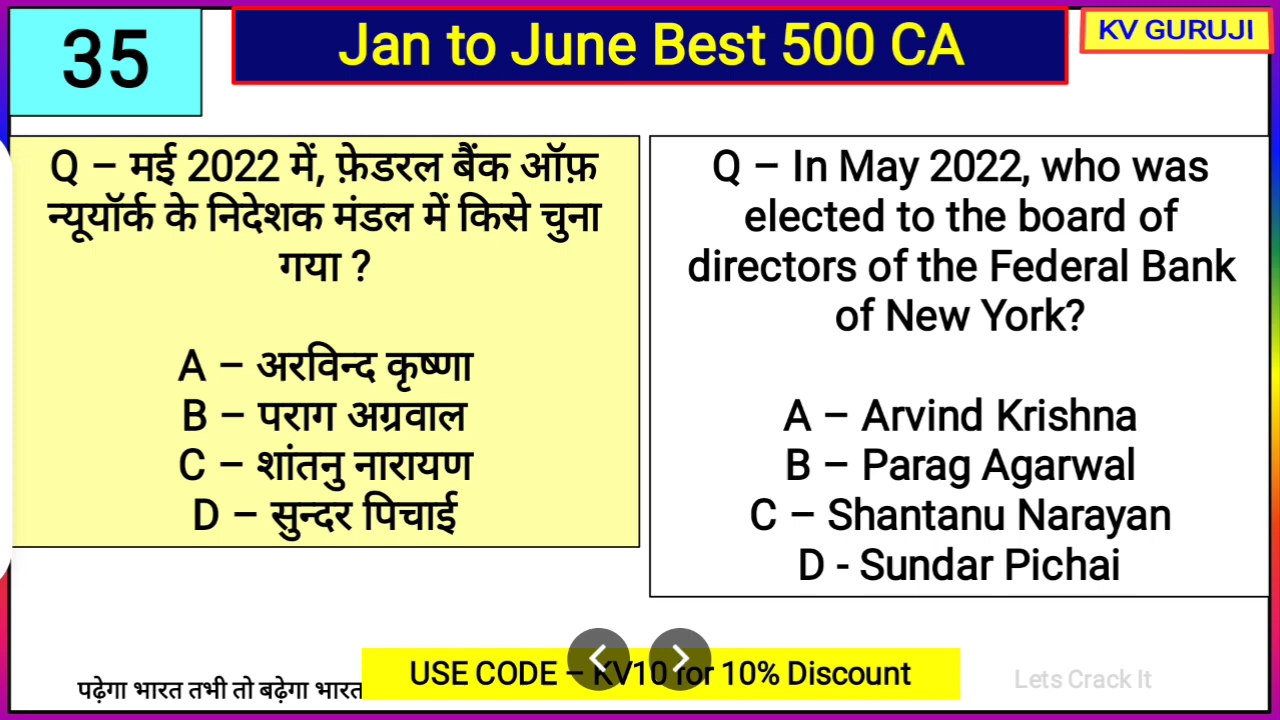 35
Jan to June Best 500 CA
KV GURUJI
Q – मई 2022 में, फ़ेडरल बैंक ऑफ़
न्यूयॉर्क के निदेशक मंडल में किसे चुना
गया ?
A – अरविन्द कृष्णा
B – पराग अग्रवाल
C – शांतनु नारायण
D – सुन्दर पिचाई
Q – In May 2022, who was
elected to the board of
directors of the Federal Bank
of New York?
A – Arvind Krishna
B – Parag Agarwal
C – Shantanu Narayan
D - Sundar Pichai
पढ़ेगा भारत तभी तो बढ़ेगा भारत
USE CODE – KV10 for 10% Discount
Lets Crack It